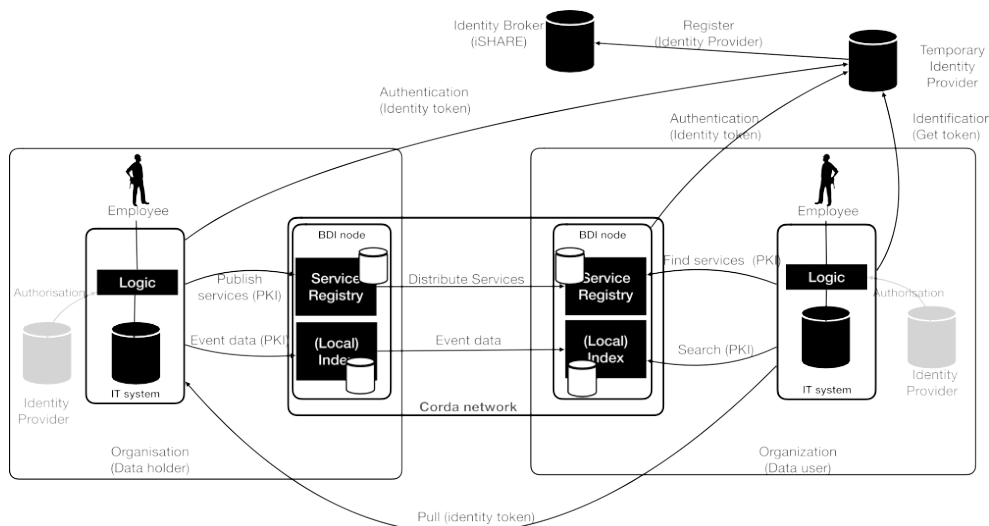 Identity Broker
(iSHARE)
Register
(Identity Provider)
Temporary
Identity
Provider
Authentication
(Identity token)
Authentication
(Identity token)
Identification
(Get token)
Employee
Employee
BDI node
BDI node
Logic
Service
Registry
Publish
services (PKI)
Distribute Services
Service
Registry
Find services (PKI)
Logic
Authorisation
Authorisation
(Local)
Index
Event data (PKI)
Event data
(Local)
Index
Search (PKI)
IT system
IT system
Identity
Provider
Identity
Provider
Corda network
Organisation
(Data holder)
Organization
(Data user)
Pull (identity token)